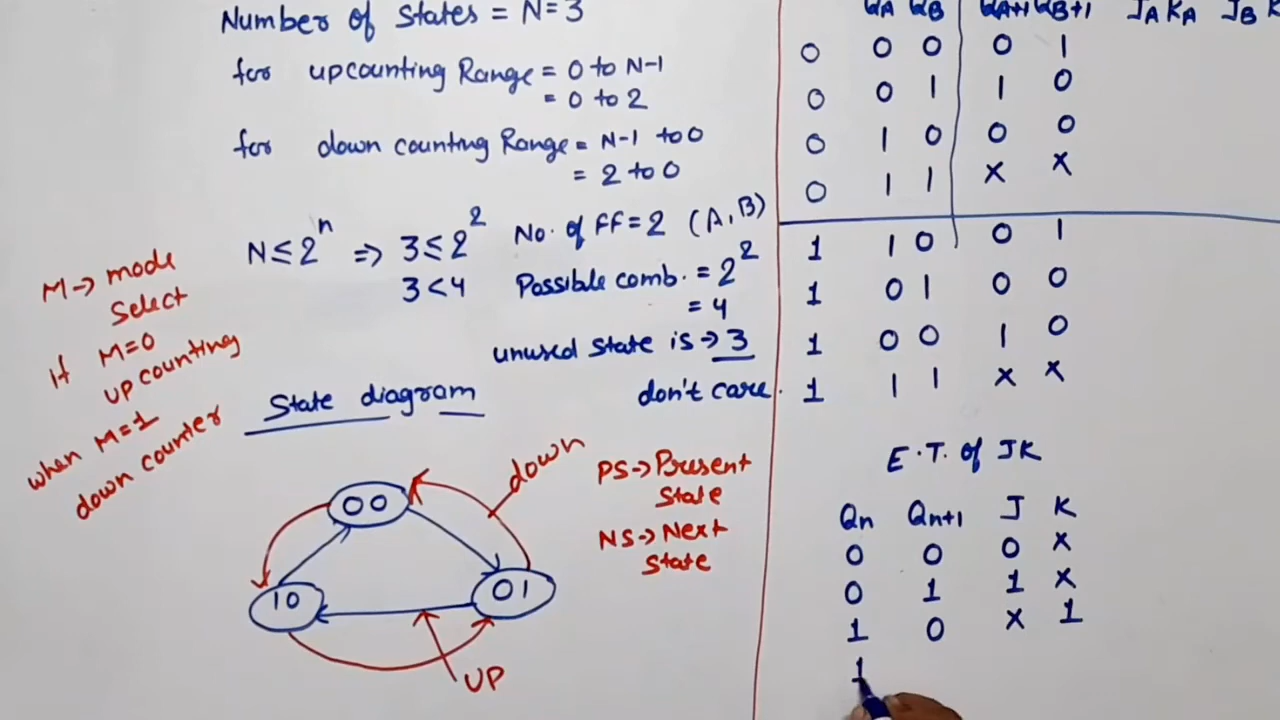 Number of States = N=3
for upcounting Range = 0 to N-1
= 0 to 2
for down counting Range = N-1 to 0
= 2 to 0
N ≤ 2^n => 3 ≤ 2^2 No. of FF = 2 (A,B)
3 < 4 Possible comb. = 2^2
= 4
unused state is → 3
don't care.
M → mode
Select
if M=0
up counting
when M=1
down counter
State diagram
down
00
10
01
UP
PS → Present
State
NS → Next
State
QA QB QA+1 QB+1 JA KA JB K
0 0 0 0 1
0 0 1 1 0
0 1 0 0 0
0 1 1 x x
1 1 0 0 1
1 0 1 0 0
1 0 0 1 0
1 1 1 x x
E.T. of JK
Qn Qn+1 J K
0 0 0 x
0 1 1 x
1 0 x 1
1